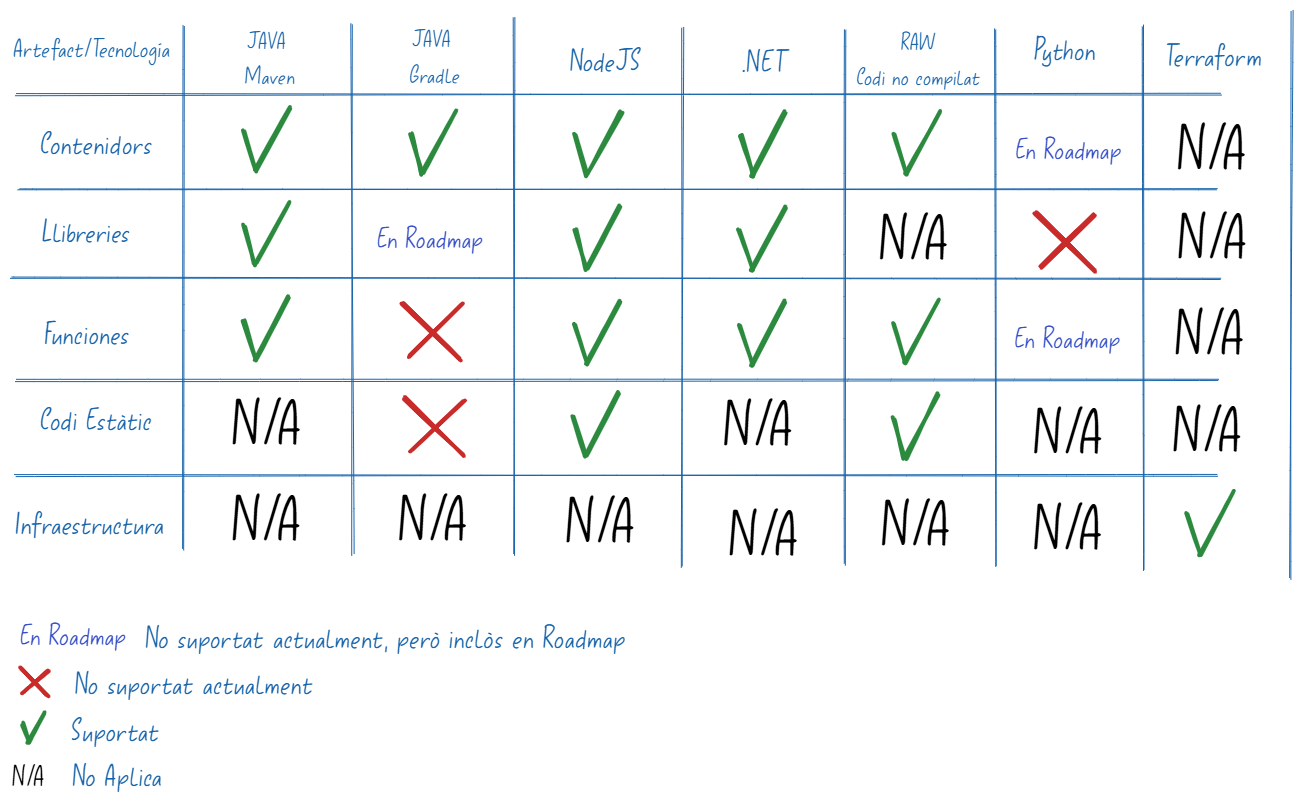 Artefact/Tecnologia JAVA Maven JAVA Gradle NodeJS .NET RAW Codi no compilat Python Terraform
Contenidors En Roadmap N/A
LLibreries En Roadmap N/A N/A
Funciones En Roadmap N/A
Codi Estàtic N/A N/A N/A N/A
Infraestructura N/A N/A N/A N/A N/A N/A
En Roadmap No suportat actualment, però inclòs en Roadmap
No suportat actualment
Suportat
N/A No Aplica